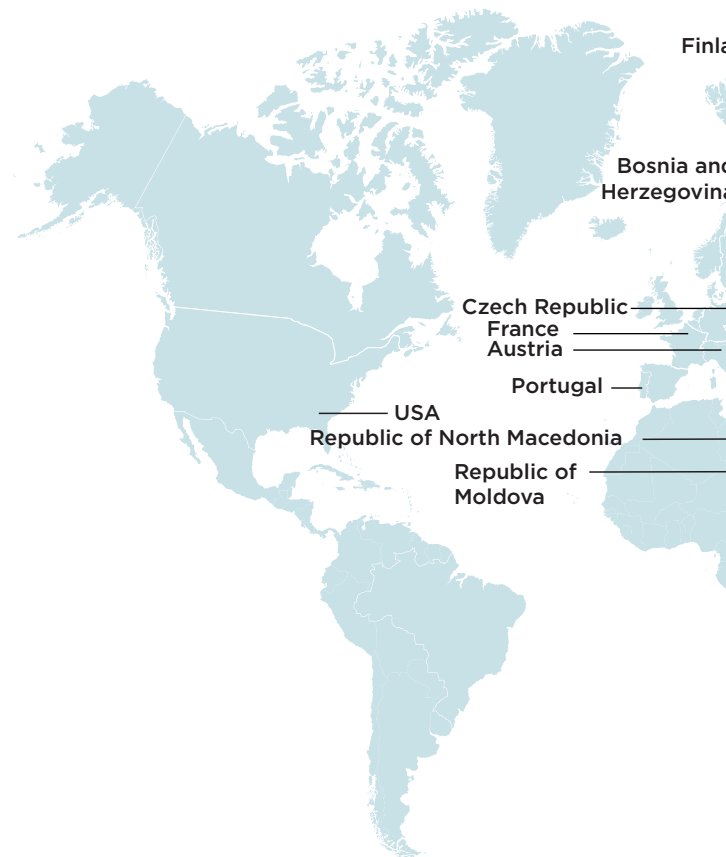 Finla
Bosnia and
Herzegovina
Czech Republic
France
Austria
Portugal
USA
Republic of North Macedonia
Republic of
Moldova